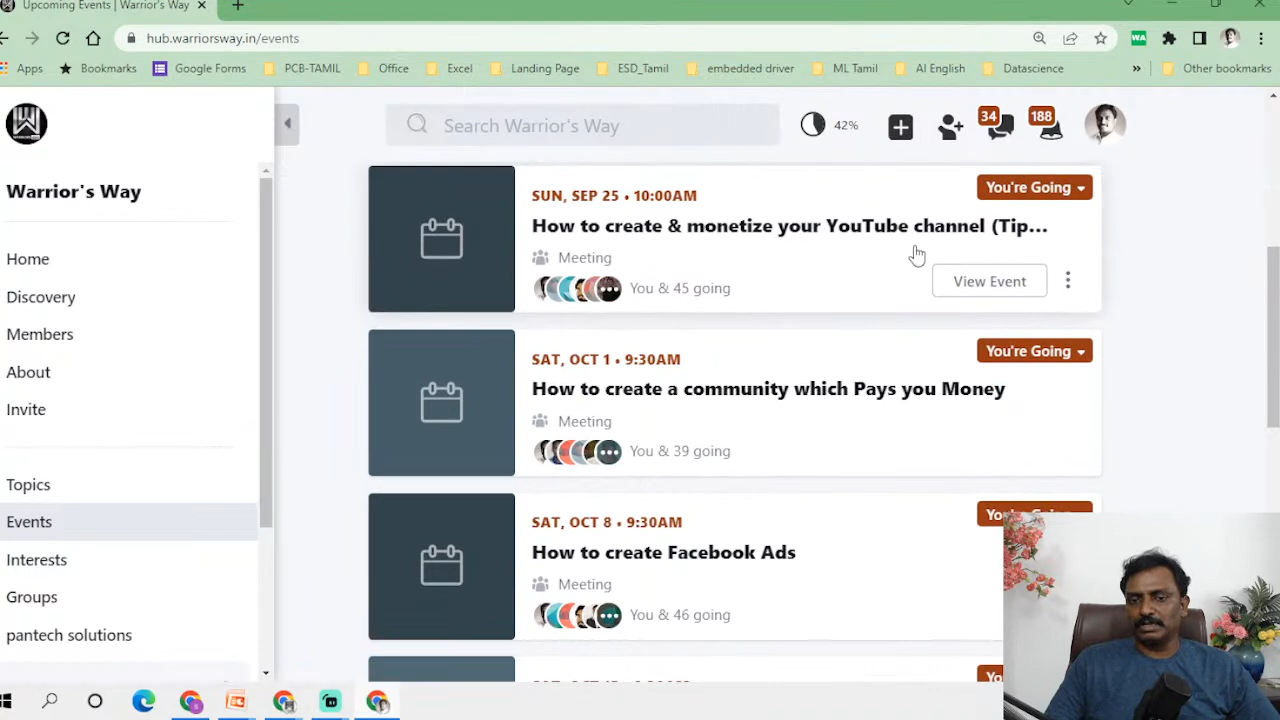 Upcoming Events | Warrior's Way
hub.warriorsway.in/events
WA
Apps
Bookmarks
Google Forms
PCB-TAMIL
Office
Excel
Landing Page
ESD_Tamil
embedded driver
ML Tamil
AI English
Datascience
»
Other bookmarks
Search Warrior's Way
42%
34
188
Warrior's Way
Home
Discovery
Members
About
Invite
Topics
Events
Interests
Groups
pantech solutions
SUN, SEP 25 • 10:00AM
You're Going
How to create & monetize your YouTube channel (Tip...
Meeting
You & 45 going
View Event
SAT, OCT 1 • 9:30AM
You're Going
How to create a community which Pays you Money
Meeting
You & 39 going
SAT, OCT 8 • 9:30AM
How to create Facebook Ads
Meeting
You & 46 going